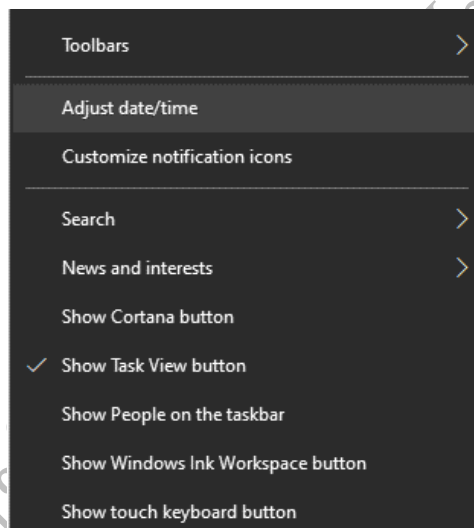 Toolbars
Adjust date/time
Customize notification icons
Search
News and interests
Show Cortana button
Show Task View button
Show People on the taskbar
Show Windows Ink Workspace button
Show touch keyboard button